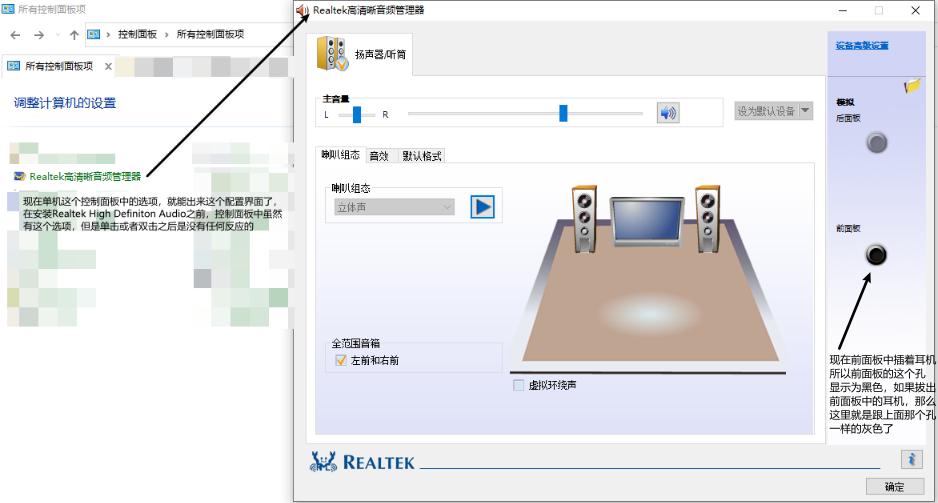 所有控制面板项
控制面板
所有控制面板项
所有控制面板项
调整计算机的设置
Realtek高清晰音频管理器
现在单机这个控制面板中的选项，就能出来这个配置界面了，
在安装Realtek High Definiton Audio之前，控制面板中虽然
有这个选项，但是单击或者双击之后是没有任何反应的
Realtek高清晰音频管理器
扬声器/听筒
主音量
L
R
设为默认设备
喇叭组态
音效
默认格式
喇叭组态
立体声
全范围音箱
左前和右前
虚拟环绕声
设备高级设置
模拟
后面板
前面板
现在前面板中插着耳机
所以前面板的这个孔
显示为黑色，如果拔出
前面板中的耳机，那么
这里就是跟上面那个孔
一样的灰色了
REALTEK
确定